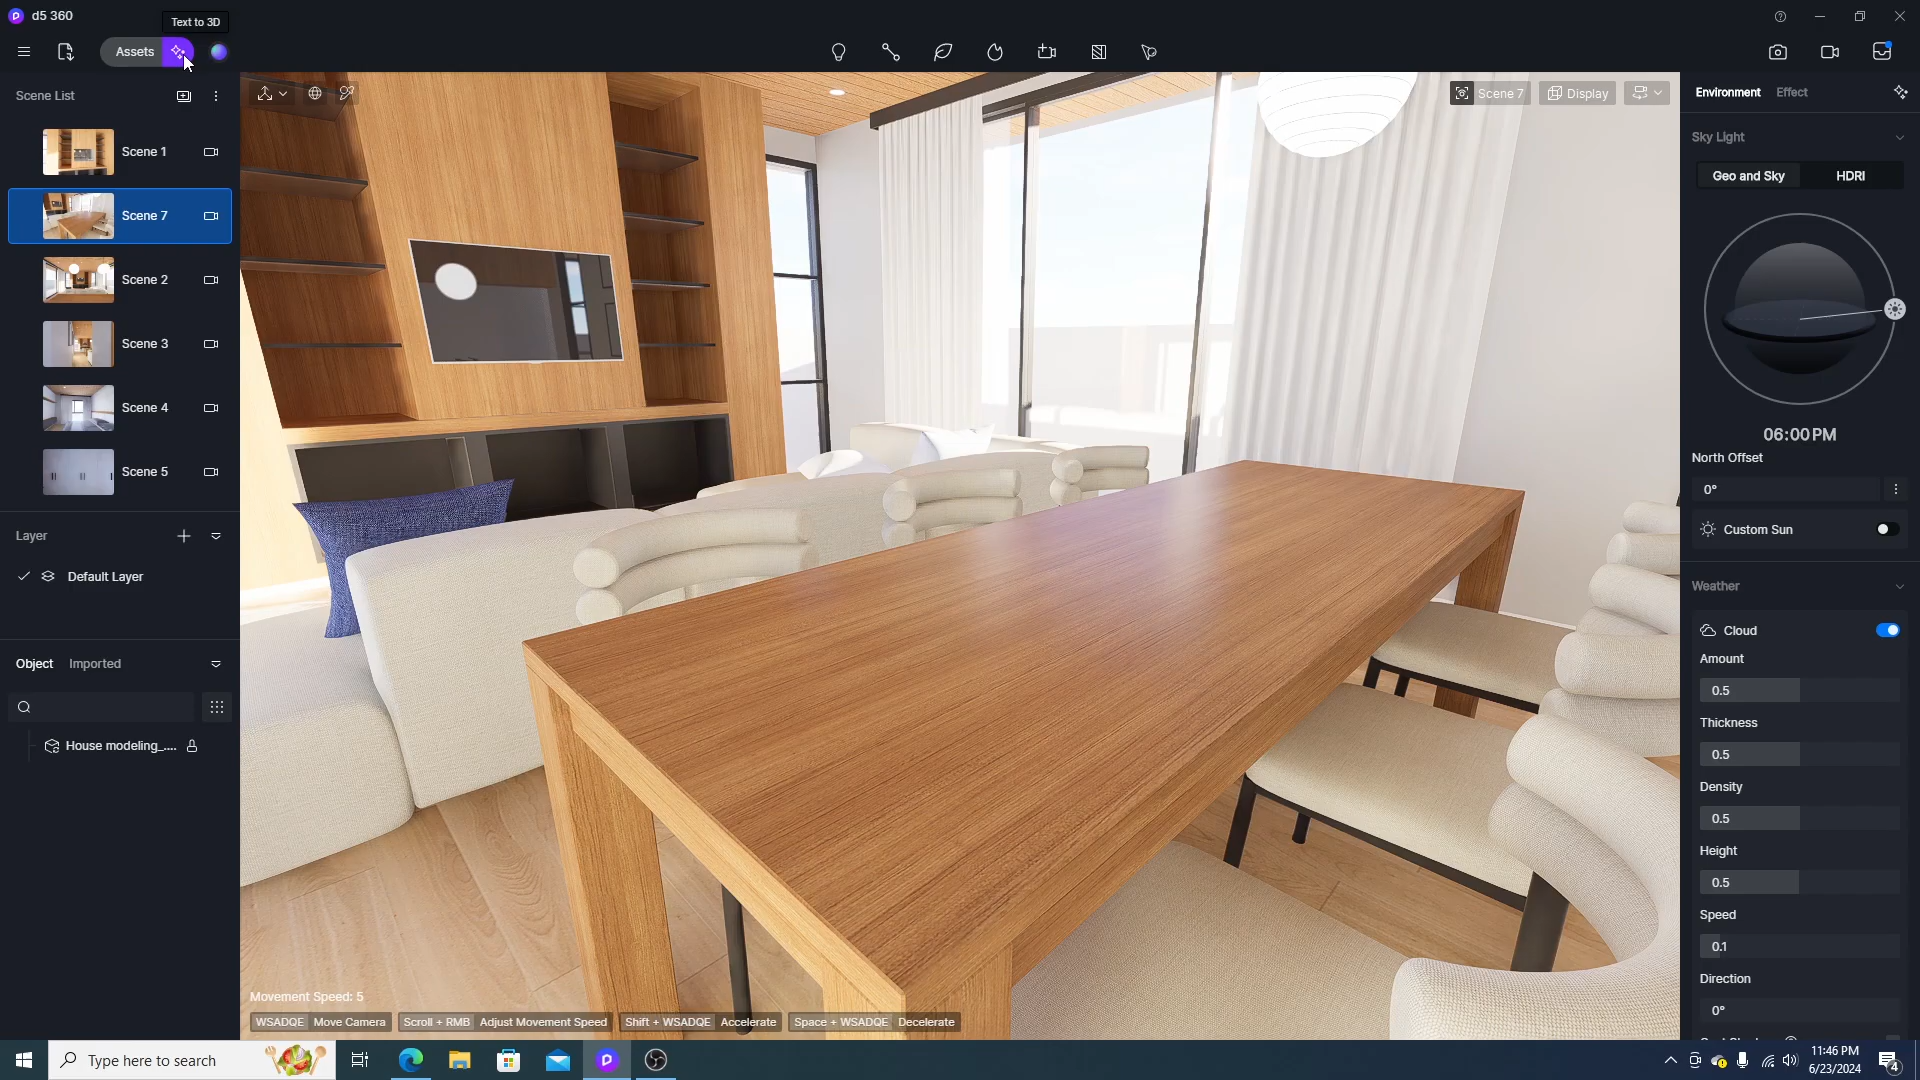 d5 360
Text to 3D
Assets
Scene List
Scene 1
Scene 7
Scene 2
Scene 3
Scene 4
Scene 5
Layer
Default Layer
Object Imported
House modeling_....
Scene 7 Display
Movement Speed: 5
WSADQE Move Camera Scroll + RMB Adjust Movement Speed Shift + WSADQE Accelerate Space + WSADQE Decelerate
Environment Effect
Sky Light
Geo and Sky HDRI
06:00 PM
North Offset
0°
Custom Sun
Weather
Cloud
Amount
0.5
Thickness
0.5
Density
0.5
Height
0.5
Speed
0.1
Direction
0°
Type here to search
11:46 PM
6/23/2024
4